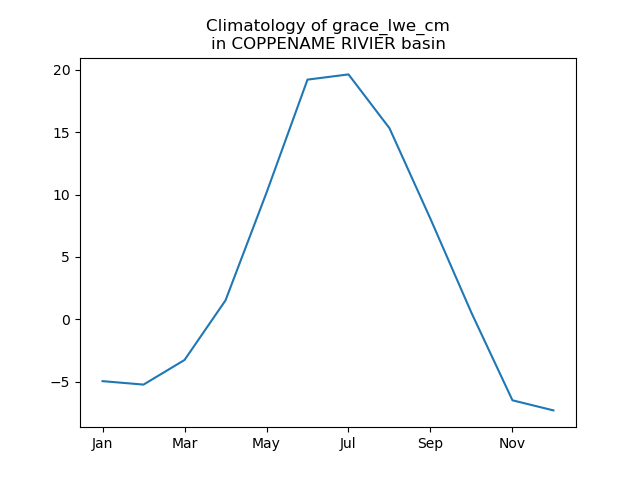 Climatology of grace_lwe_cm
in COPPENAME RIVIER basin
20
15
10
5
0
−5
Jan Mar May Jul Sep Nov